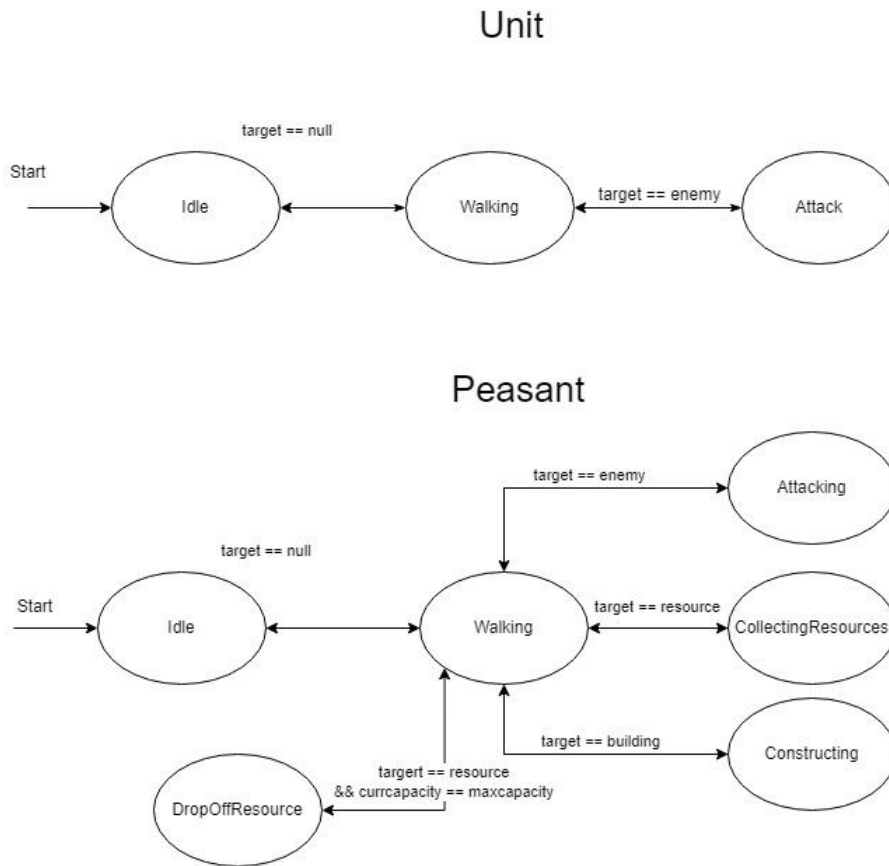 Unit
target == null
Start
Idle
Walking
target == enemy
Attack
Peasant
target == enemy
Attacking
target == null
Start
Idle
Walking
target == resource
CollectingResources
target == building
Constructing
targert == resource
&& currcapacity == maxcapacity
DropOffResource